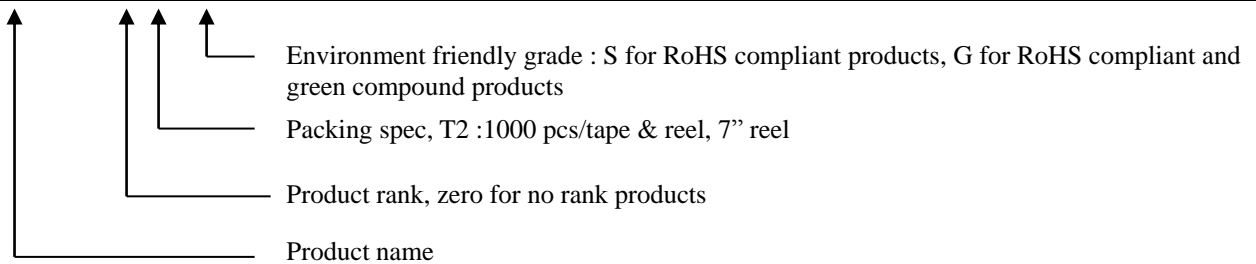 Environment friendly grade : S for RoHS compliant products, G for RoHS compliant and
green compound products
Packing spec, T2 :1000 pcs/tape & reel, 7” reel
Product rank, zero for no rank products
Product name